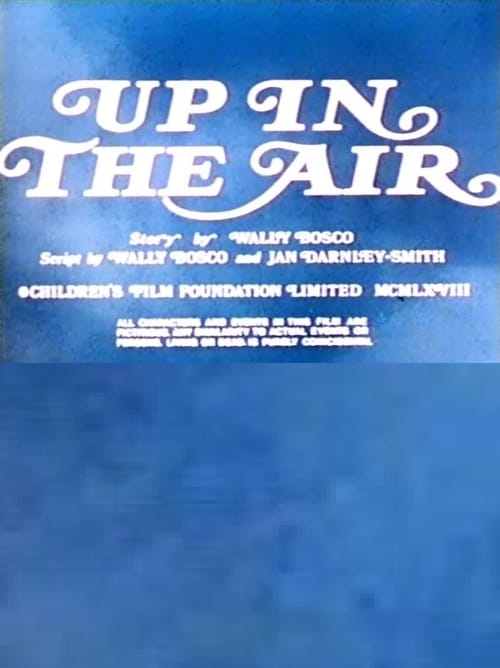 UP IN
THE AIR
Story by WALLY BOSCO
Script by WALLY BOSCO and JAN DARNLEY-SMITH
©CHILDREN'S FILM FOUNDATION LIMITED MCMLXVIII
ALL CHARACTERS AND EVENTS IN THIS FILM ARE
FICTIONAL ANY SIMILARITY TO ACTUAL EVENTS OR
PERSONS, LIVING OR DEAD IS PURELY COINCIDENTAL